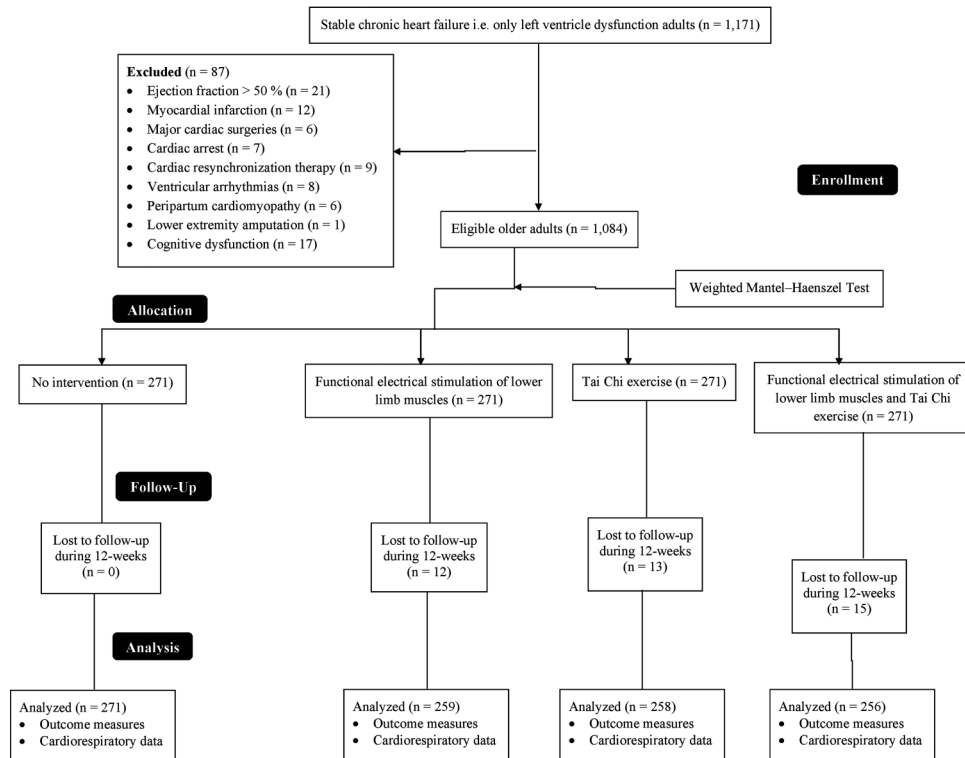 Stable chronic heart failure i.e. only left ventricle dysfunction adults (n = 1,171)
Excluded (n = 87)
• Ejection fraction > 50 % (n = 21)
• Myocardial infarction (n = 12)
• Major cardiac surgeries (n = 6)
• Cardiac arrest (n = 7)
• Cardiac resynchronization therapy (n = 9)
• Ventricular arrhythmias (n = 8)
• Peripartum cardiomyopathy (n = 6)
• Lower extremity amputation (n = 1)
• Cognitive dysfunction (n = 17)
Enrollment
Eligible older adults (n = 1,084)
Weighted Mantel–Haenszel Test
Allocation
No intervention (n = 271)
Functional electrical stimulation of lower
limb muscles (n = 271)
Tai Chi exercise (n = 271)
Functional electrical stimulation of
lower limb muscles and Tai Chi
exercise (n = 271)
Follow-Up
Lost to follow-up
during 12-weeks
(n = 0)
Lost to follow-up
during 12-weeks
(n = 12)
Lost to follow-up
during 12-weeks
(n = 13)
Lost to follow-up
during 12-weeks
(n = 15)
Analysis
Analyzed (n = 271)
• Outcome measures
• Cardiorespiratory data
Analyzed (n = 259)
• Outcome measures
• Cardiorespiratory data
Analyzed (n = 258)
• Outcome measures
• Cardiorespiratory data
Analyzed (n = 256)
• Outcome measures
• Cardiorespiratory data